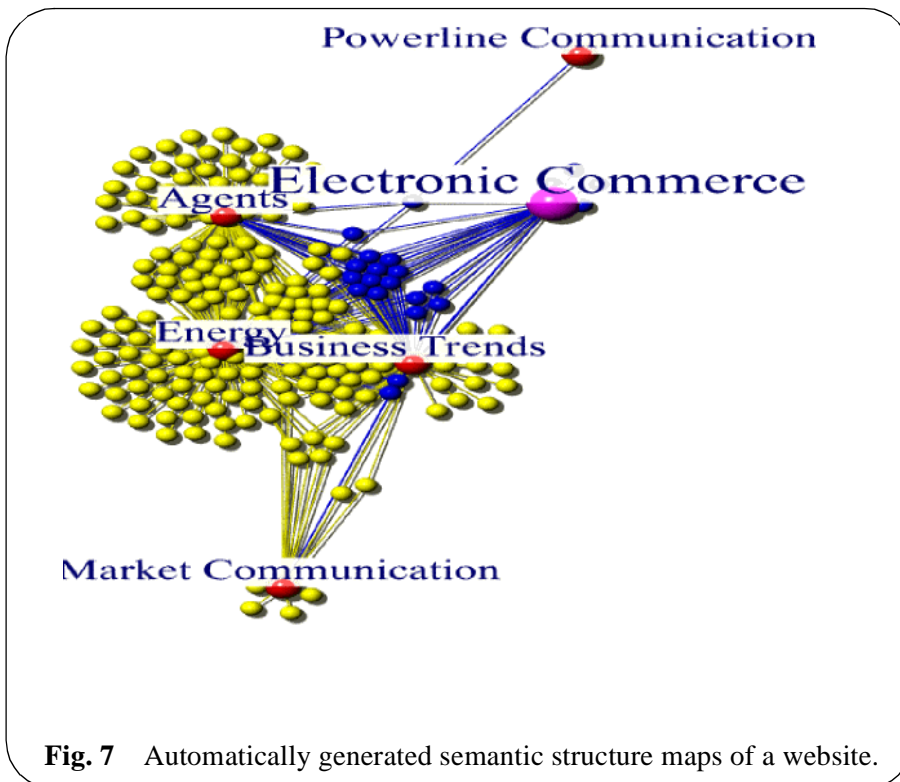 Powerline Communication
Electronic Commerce
Agents
Energy
Business Trends
Market Communication
Fig. 7 Automatically generated semantic structure maps of a website.